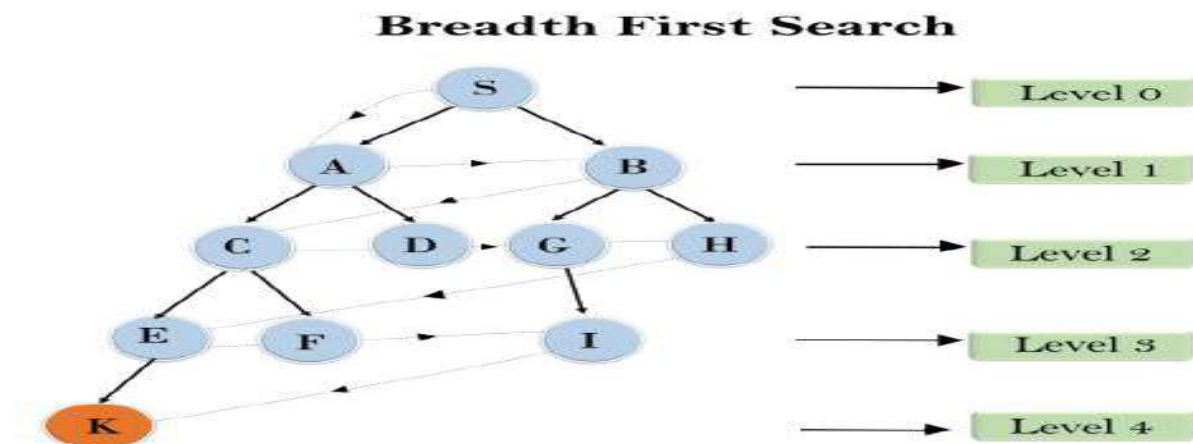 Breadth First Search
S Level 0
A B Level 1
C D G H Level 2
E F I Level 3
K Level 4